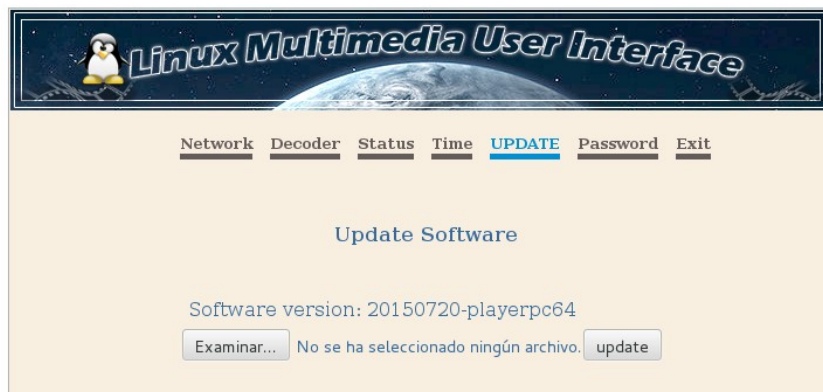 Linux Multimedia User Interface
Network Decoder Status Time UPDATE Password Exit
Update Software
Software version: 20150720-playerpc64
Examinar... No se ha seleccionado ningún archivo. update